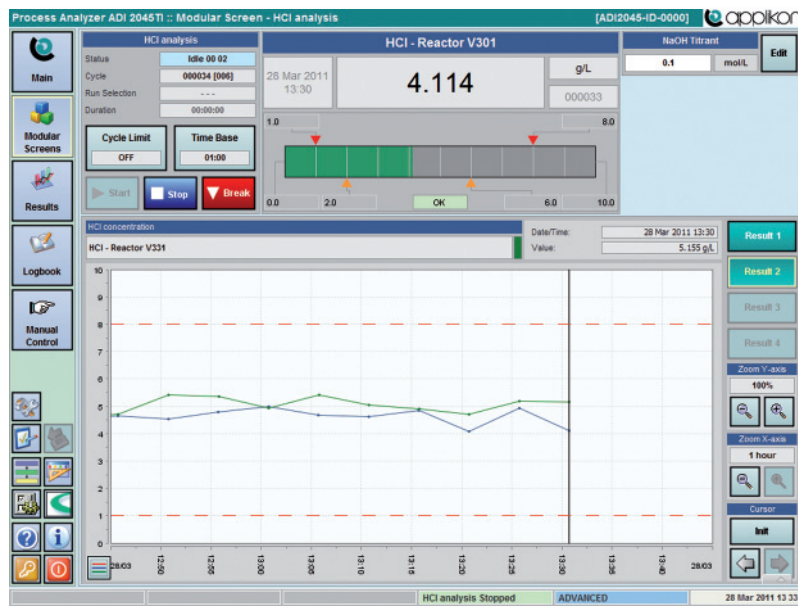 Process Analyzer ADI 2045TI :: Modular Screen - HCl analysis [ADI2045-ID-0000] applikon
Main
Modular
Screens
Results
Logbook
Manual
Control
HCl analysis
Status Idle 00 02
Cycle 000034 [006]
Run Selection - - -
Duration 00:00:00
Cycle Limit
OFF
Time Base
01:00
Start
Stop
Break
HCl - Reactor V301
28 Mar 2011
13:30
4.114
g/L
000033
1.0 8.0
0.0 2.0 OK 6.0 10.0
NaOH Titrant
0.1 mol/L
Edit
HCl concentration
HCl - Reactor V331
Date/Time: 28 Mar 2011 13:30
Value: 5.155 g/L
Result 1
Result 2
Result 3
Result 4
Zoom Y-axis
100%
Zoom X-axis
1 hour
Cursor
Init
10
9
8
7
6
5
4
3
2
1
0
28/03 12:50 12:55 13:00 13:05 13:10 13:15 13:20 13:25 13:30 13:35 13:40 28/03
HCl analysis Stopped
ADVANCED
28 Mar 2011 13 33